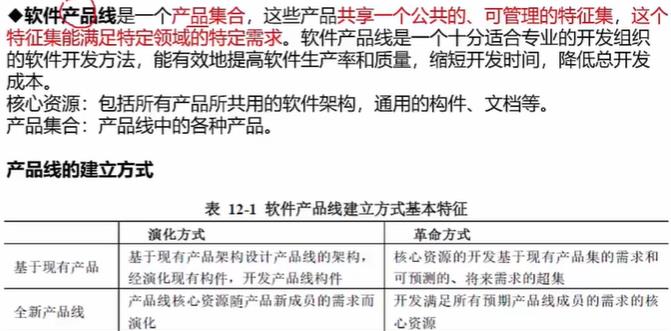 ◆软件产品线是一个产品集合，这些产品共享一个公共的、可管理的特征集，这个
特征集能满足特定领域的特定需求。软件产品线是一个十分适合专业的开发组织
的软件开发方法，能有效地提高软件生产率和质量，缩短开发时间，降低总开发
成本。
核心资源：包括所有产品所共用的软件架构，通用的构件、文档等。
产品集合：产品线中的各种产品。
产品线的建立方式
表 12-1 软件产品线建立方式基本特征
演化方式 革命方式
基于现有产品 基于现有产品架构设计产品线的架构， 核心资源的开发基于现有产品集的需求和
经演化现有构件，开发产品线构件 可预测的、将来需求的超集
全新产品线 产品线核心资源随产品新成员的需求而 开发满足所有预期产品线成员的需求的核
演化 心资源